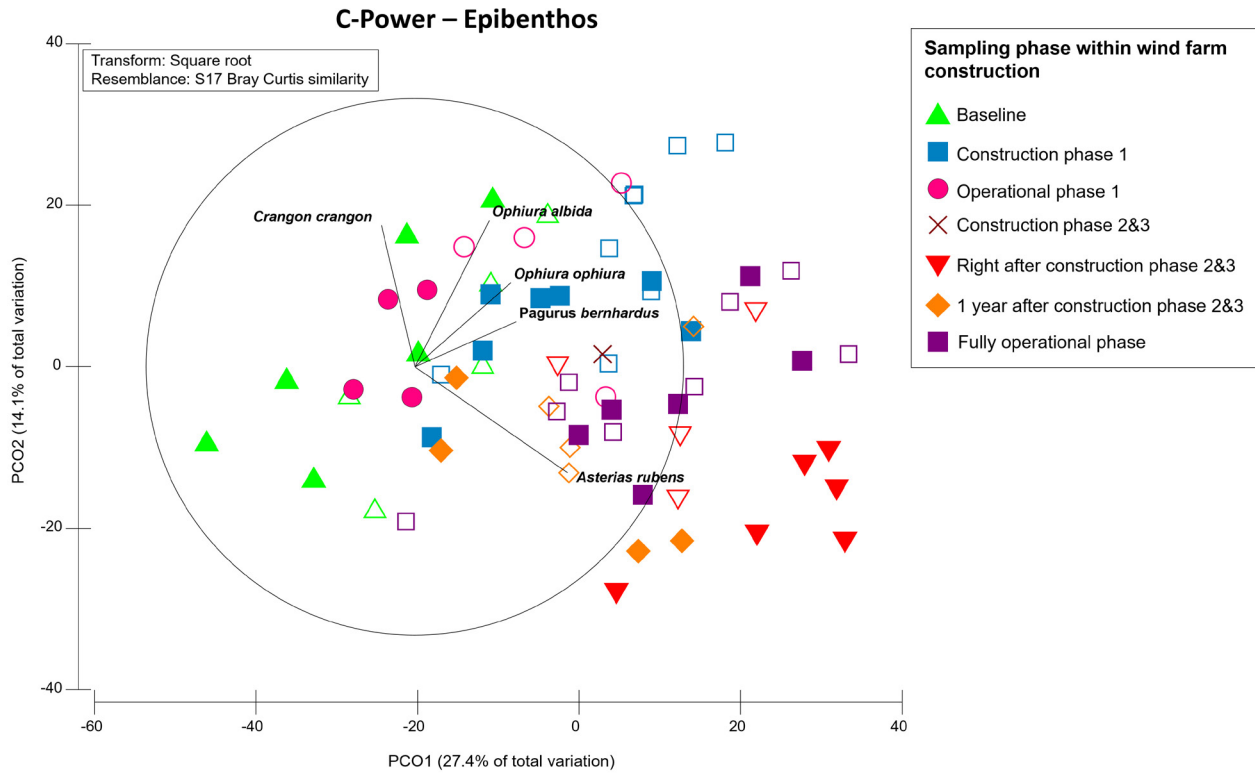 C-Power – Epibenthos
Transform: Square root
Resemblance: S17 Bray Curtis similarity
40
20
0
-20
-40
PCO2 (14.1% of total variation)
Crangon crangon
Ophiura albida
Ophiura ophiura
Pagurus bernhardus
Asterias rubens
-60
-40
-20
0
20
40
PCO1 (27.4% of total variation)
Sampling phase within wind farm
construction
Baseline
Construction phase 1
Operational phase 1
Construction phase 2&3
Right after construction phase 2&3
1 year after construction phase 2&3
Fully operational phase